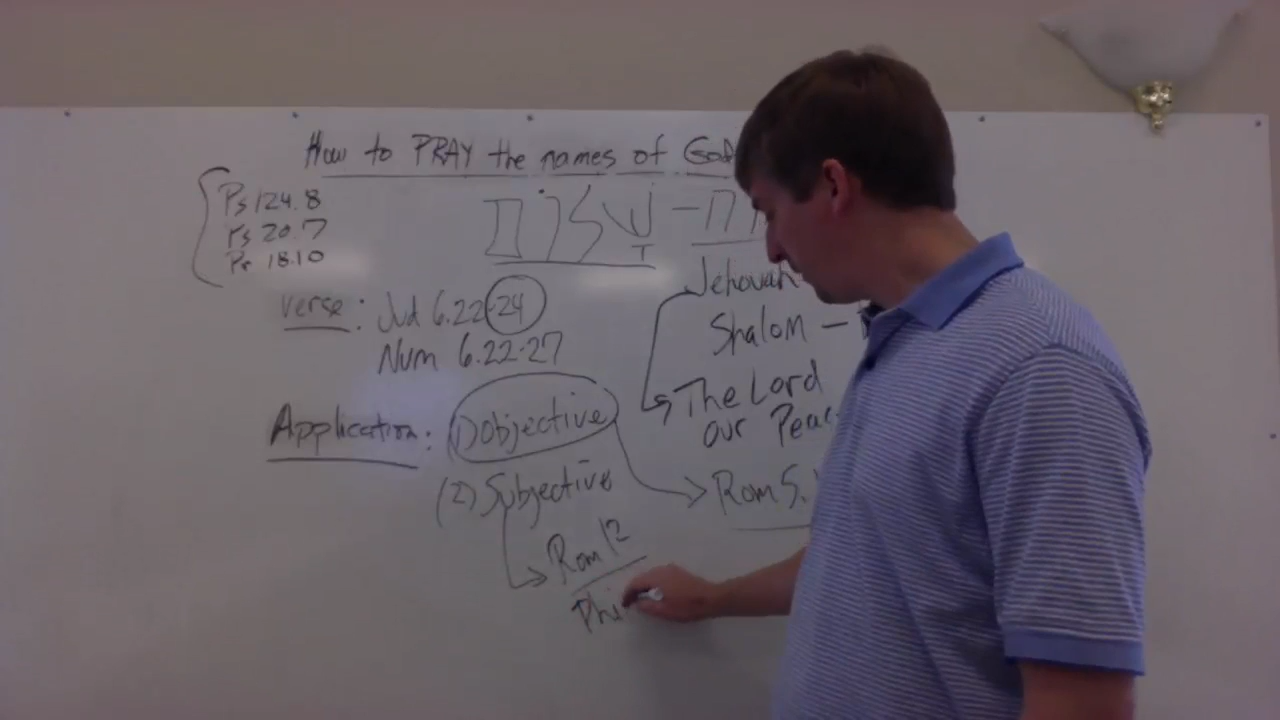 How to PRAY the names of God
Ps 124.8
Ps 20.7
Pr 18.10
Verse: Jud 6.22-24
Num 6.22-27
Jehovah-
Shalom –
The Lord
our Peac
Application: (1) Objective
(2) Subjective
Rom 5.
Rom 12
Phi